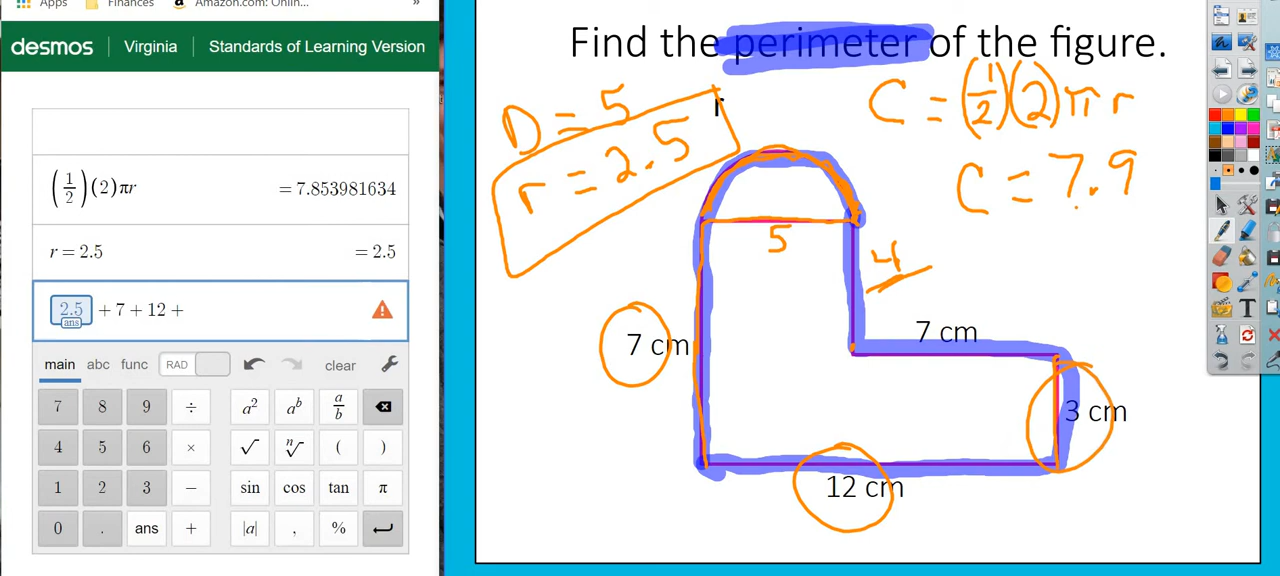 Apps Finances Amazon.com: Onlin... »
desmos Virginia Standards of Learning Version
(1/2)(2)πr = 7.853981634
r = 2.5 = 2.5
2.5 + 7 + 12 +
ans
main abc func RAD clear
7 8 9 ÷ a² aᵇ a/b
4 5 6 × √ ⁿ√ ( )
1 2 3 − sin cos tan π
0 . ans + |a| , %
Find the perimeter of the figure.
r
D = 5
r = 2.5
C = (1/2)(2)πr
C = 7.9
5
4
7 cm
7 cm
3 cm
12 cm
T